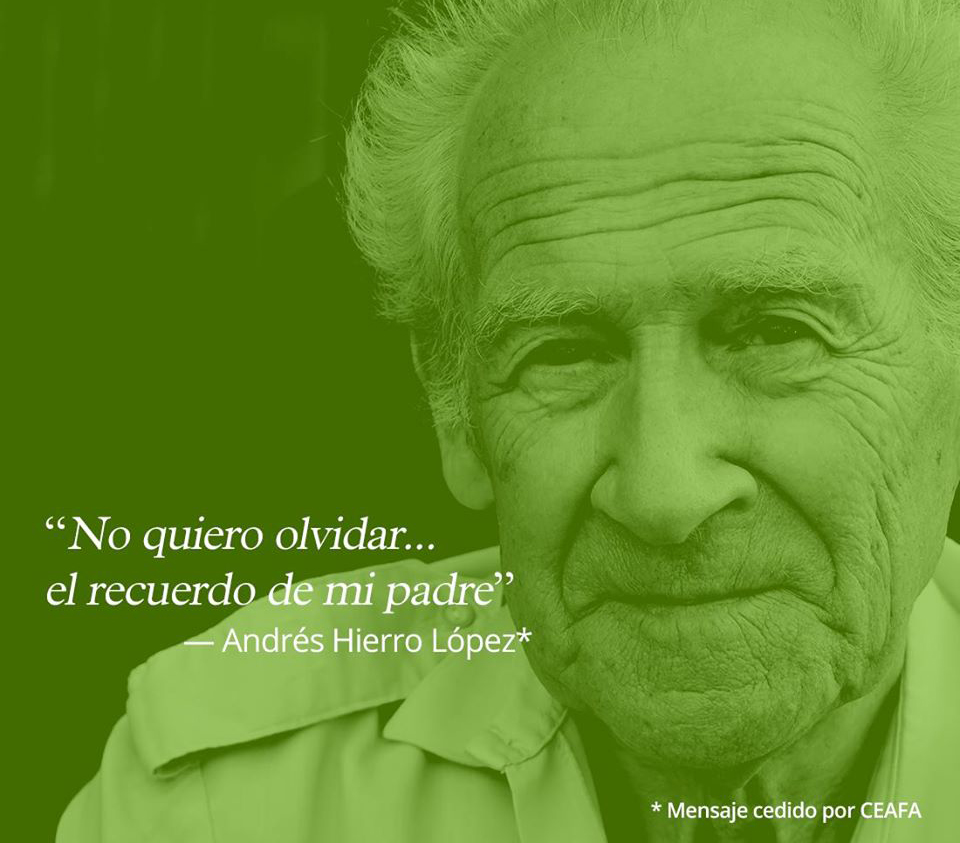 “No quiero olvidar...
el recuerdo de mi padre”
— Andrés Hierro López*
* Mensaje cedido por CEAFA